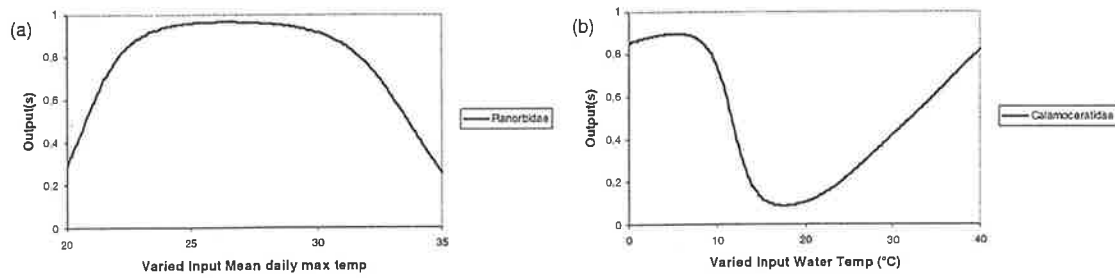 (a)
1
0.8
0.6
0.4
0.2
0
Output(s)
20
25
30
35
Varied Input Mean daily max temp
Planorbidae
(b)
1
0.8
0.6
0.4
0.2
0
Output(s)
0
10
20
30
40
Varied Input Water Temp (°C)
Calamoceratidae